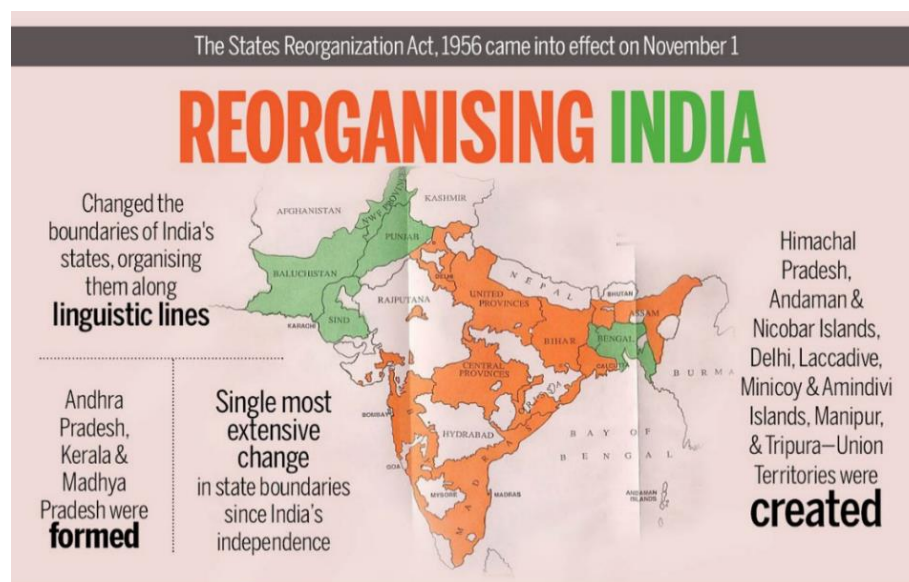 The States Reorganization Act, 1956 came into effect on November 1
REORGANISING INDIA
Changed the
boundaries of India's
states, organising
them along
linguistic lines
Andhra
Pradesh,
Kerala &
Madhya
Pradesh were
formed
Single most
extensive
change
in state boundaries
since India's
independence
AFGHANISTAN
KASHMIR
N W F PROVINCE
PUNJAB
BALUCHISTAN
DELHI
RAJPUTANA
SIND
KARACHI
UNITED
PROVINCES
NEPAL
BHUTAN
ASSAM
BIHAR
BENGAL
CALCUTTA
CENTRAL
PROVINCES
ORISSA
BURMA
BOMBAY
HYDRABAD
BAY OF
BENGAL
GOA
MYSORE
MADRAS
ANDAMAN
ISLANDS
Himachal
Pradesh,
Andaman &
Nicobar Islands,
Delhi, Laccadive,
Minicoy & Amindivi
Islands, Manipur,
& Tripura—Union
Territories were
created